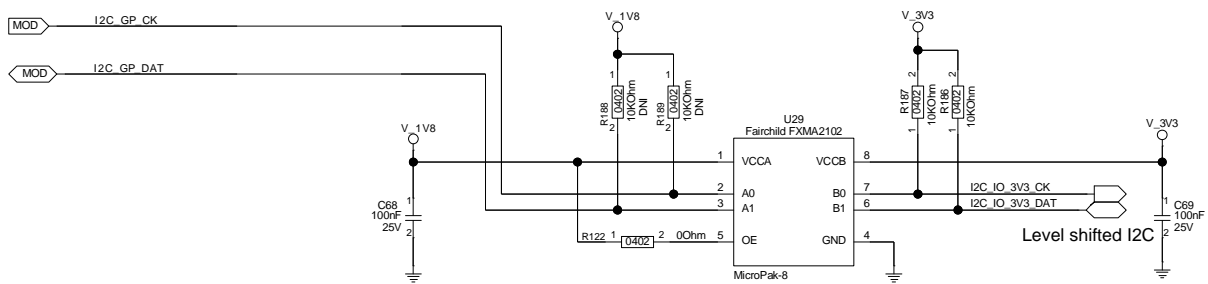 MOD I2C_GP_CK
MOD I2C_GP_DAT
V_1V8
V_3V3
1 1 2 2
R188 0402 10KOhm DNI
R189 0402 10KOhm DNI
R187 0402 10KOhm
R186 0402 10KOhm
2 2 1 1
U29
Fairchild FXMA2102
V_1V8
V_3V3
1 VCCA VCCB 8
2 A0 B0 7 I2C_IO_3V3_CK
3 A1 B1 6 I2C_IO_3V3_DAT
R122 1 0402 2 0Ohm 5 OE GND 4
Level shifted I2C
1
C68
100nF
25V
2
1
C69
100nF
25V
2
MicroPak-8